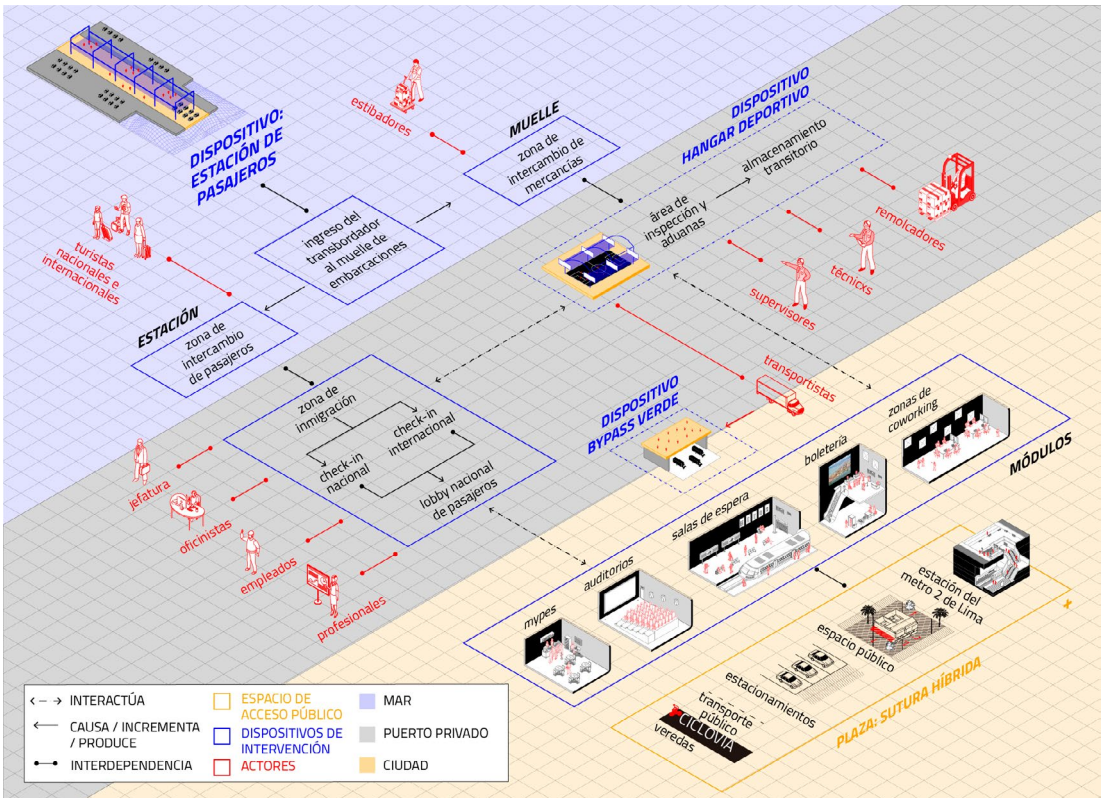 DISPOSITIVO:
ESTACIÓN DE
PASAJEROS
estibadores
MUELLE
zona de
intercambio de
mercancías
DISPOSITIVO
HANGAR DEPORTIVO
almacenamiento
transitorio
área de
inspección y
aduanas
remolcadores
técnicxs
supervisores
turistas
nacionales e
internacionales
ingreso del
transbordador
al muelle de
embarcaciones
ESTACIÓN
zona de
intercambio
de pasajeros
zona de
inmigración
check-in
internacional
check-in
nacional
lobby nacional
de pasajeros
jefatura
oficinistas
empleados
profesionales
transportistas
DISPOSITIVO
BYPASS VERDE
zonas de
coworking
boletería
salas de espera
auditorios
mypes
MÓDULOS
estación del
metro 2 de Lima
espacio público
estacionamientos
transporte
público
CICLOVÍA
veredas
PLAZA: SUTURA HÍBRIDA
+
INTERACTÚA
CAUSA / INCREMENTA
/ PRODUCE
INTERDEPENDENCIA
ESPACIO DE
ACCESO PÚBLICO
DISPOSITIVOS DE
INTERVENCIÓN
ACTORES
MAR
PUERTO PRIVADO
CIUDAD